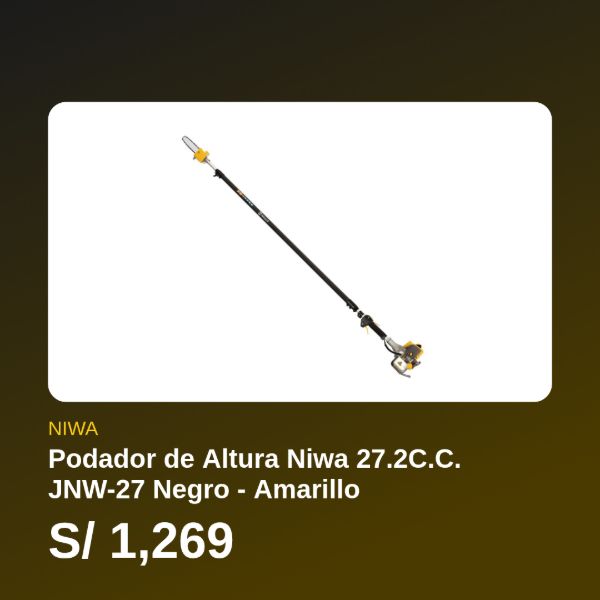 NIWA
Podador de Altura Niwa 27.2C.C.
JNW-27 Negro - Amarillo
S/ 1,269